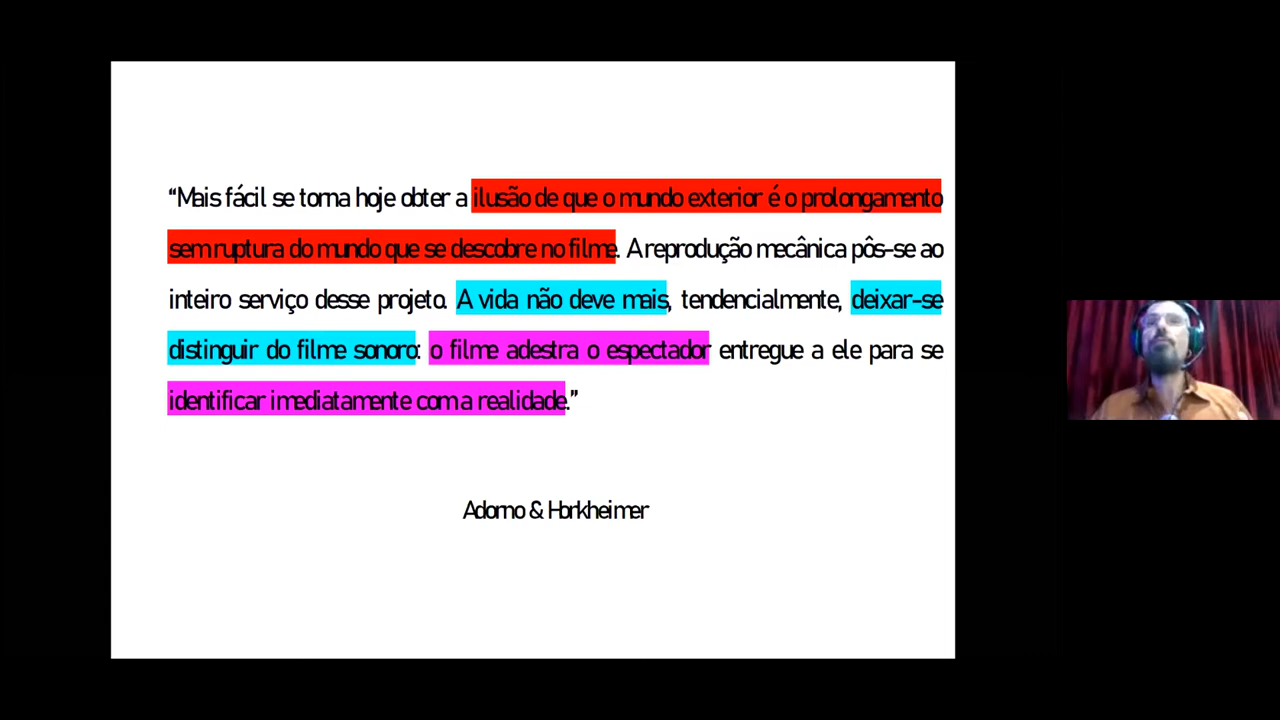 “Mais fácil se torna hoje obter a ilusão de que o mundo exterior é o prolongamento
sem ruptura do mundo que se descobre no filme. A reprodução mecânica pôs-se ao
inteiro serviço desse projeto. A vida não deve mais, tendencialmente, deixar-se
distinguir do filme sonoro: o filme adestra o espectador entregue a ele para se
identificar imediatamente com a realidade.”
Adorno & Horkheimer